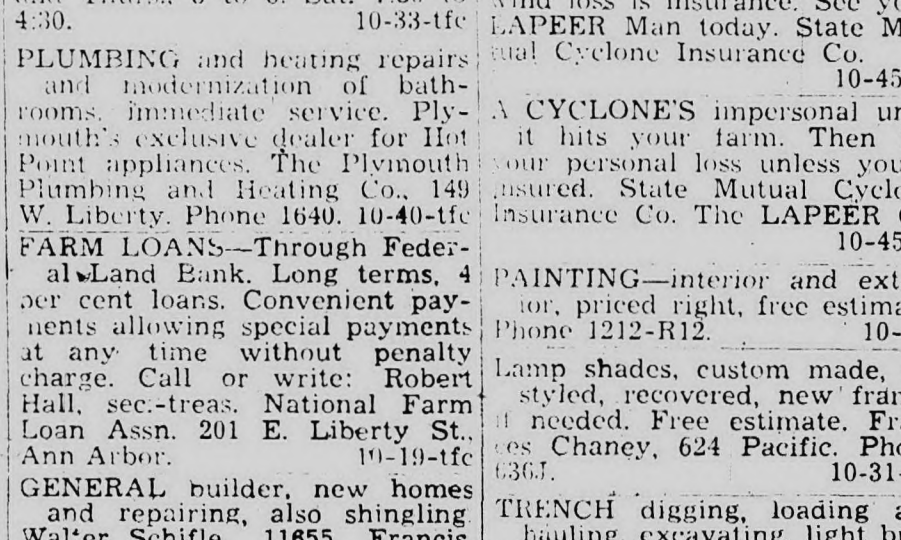 4:30. 10-33-tfc
PLUMBING and heating repairs
and modernization of bath-
rooms. Immediate service. Ply-
mouth's exclusive dealer for Hot
Point appliances. The Plymouth
Plumbing and Heating Co., 149
W. Liberty. Phone 1640. 10-40-tfc
FARM LOANS—Through Feder-
al Land Bank. Long terms, 4
per cent loans. Convenient pay-
ments allowing special payments
at any time without penalty
charge. Call or write: Robert
Hall, sec.-treas. National Farm
Loan Assn. 201 E. Liberty St.,
Ann Arbor. 10-19-tfc
GENERAL builder, new homes
and repairing, also shingling
Walter Schifle, 11655 Francis
loss is insurance. See
LAPEER Man today. State M
tual Cyclone Insurance Co.
10-45
A CYCLONE'S impersonal un
it hits your farm. Then
your personal loss unless you
insured. State Mutual Cyclo
Insurance Co. The LAPEER
10-45
PAINTING—interior and ext
ior, priced right, free estima
Phone 1212-R12. 10-
Lamp shades, custom made,
styled, recovered, new fran
if needed. Free estimate. Fra
ces Chaney, 624 Pacific. Pho
636J. 10-31-
TRENCH digging, loading a
hauling, excavating, light bu